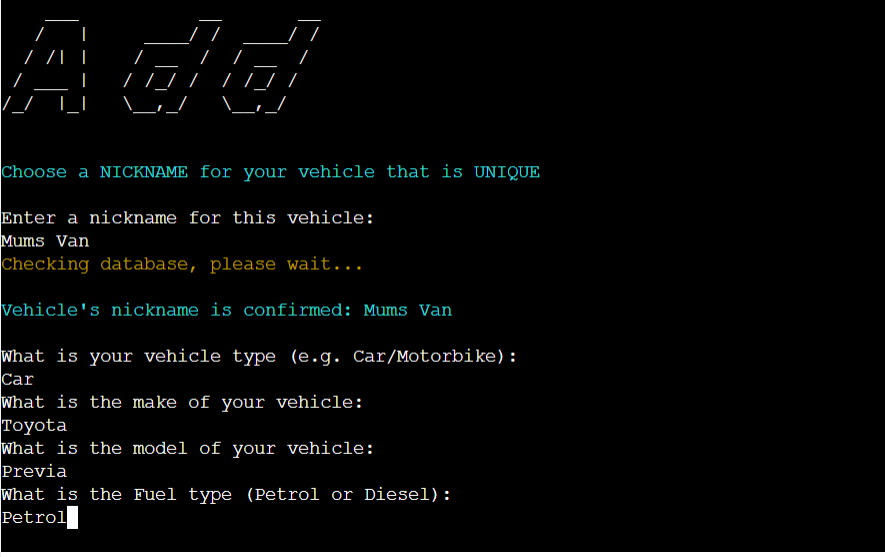 Add
Choose a NICKNAME for your vehicle that is UNIQUE
Enter a nickname for this vehicle:
Mums Van
Checking database, please wait...
Vehicle's nickname is confirmed: Mums Van
What is your vehicle type (e.g. Car/Motorbike):
Car
What is the make of your vehicle:
Toyota
What is the model of your vehicle:
Previa
What is the Fuel type (Petrol or Diesel):
Petrol